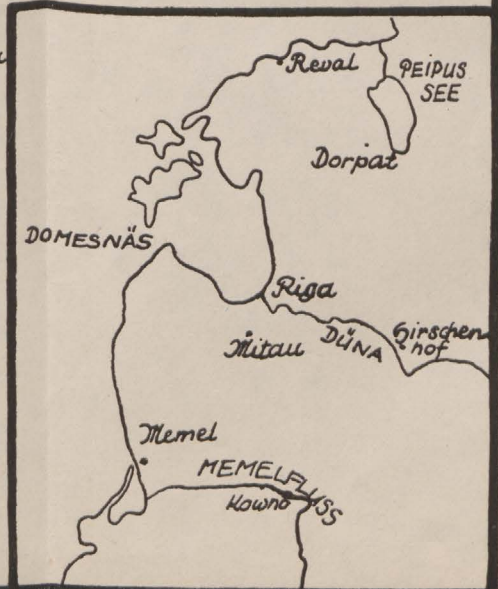 Reval
PEIPUS
SEE
Dorpat
DOMESNÄS
Riga
Mitau
DÜNA
Hirschen-
hof
Memel
MEMELFLUSS
Kowno